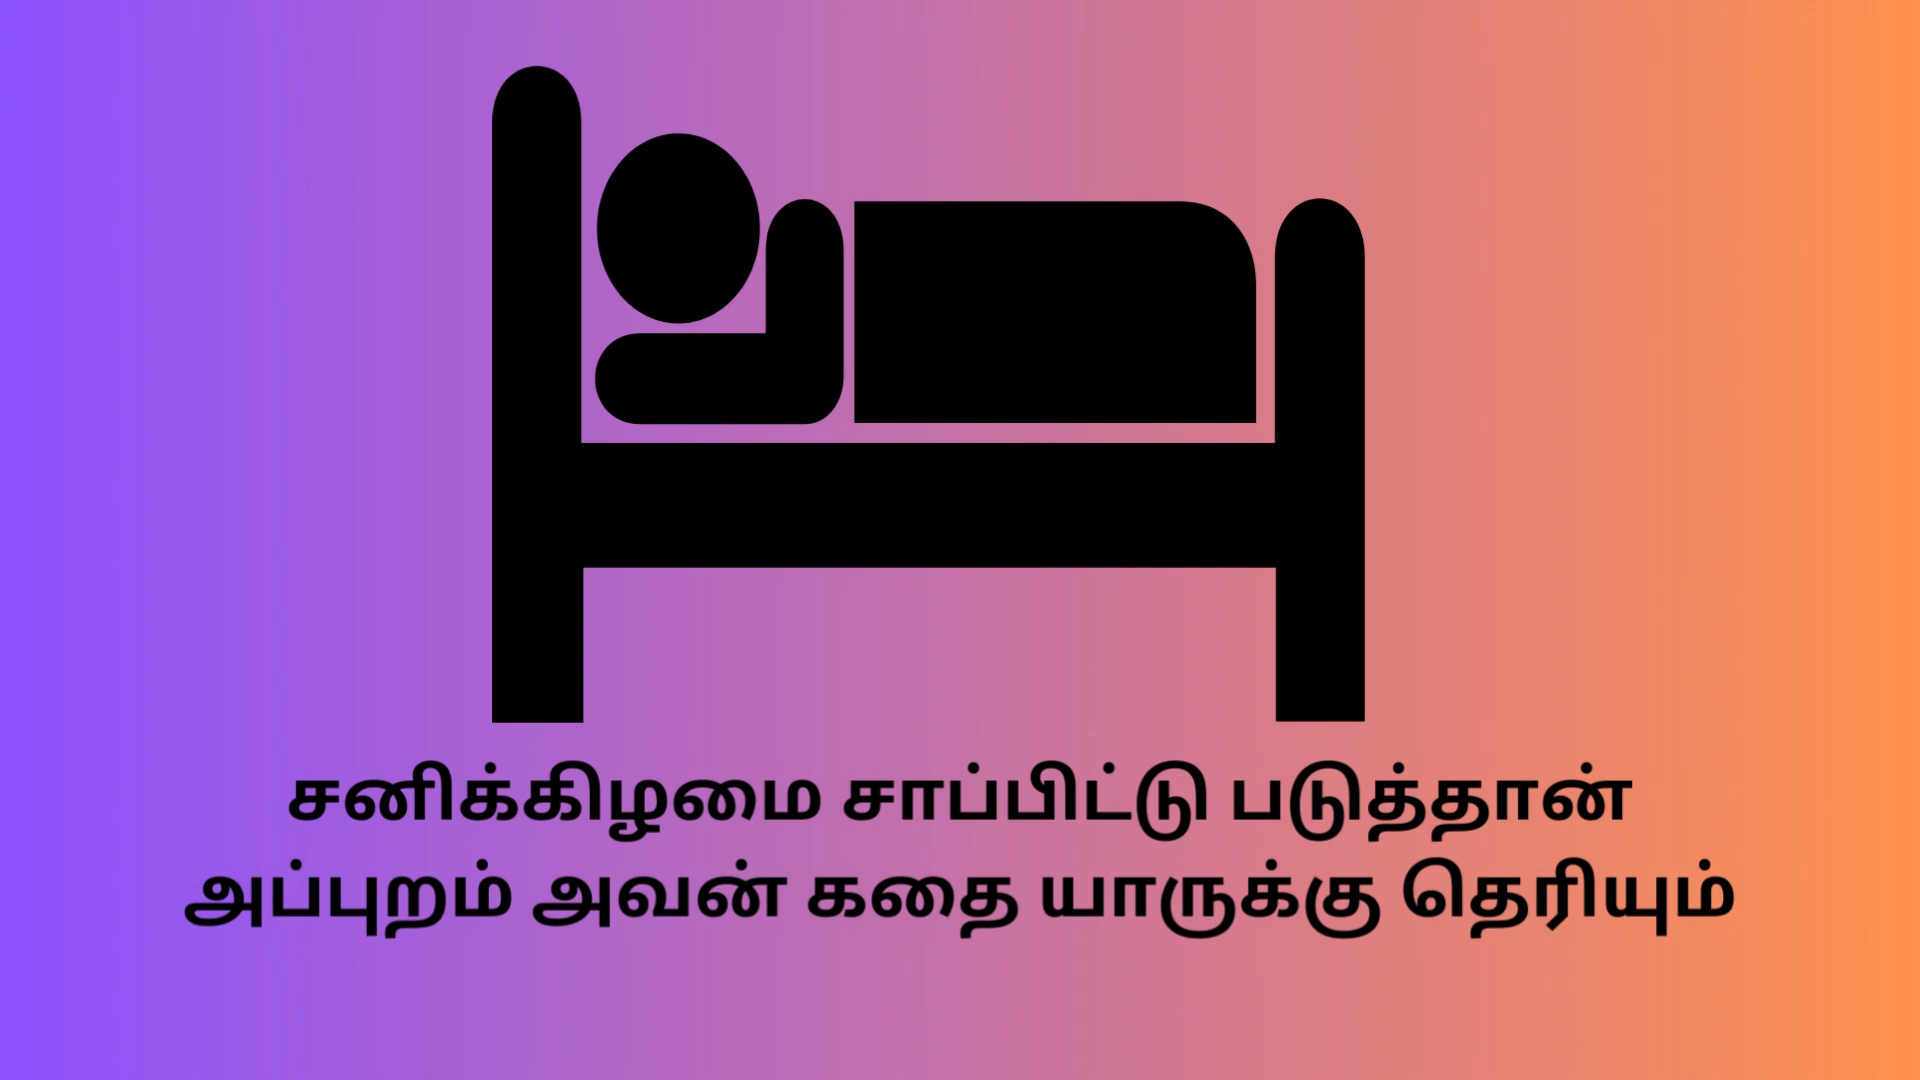 சனிக்கிழமை சாப்பிட்டு படுத்தான்
அப்புறம் அவன் கதை யாருக்கு தெரியும்